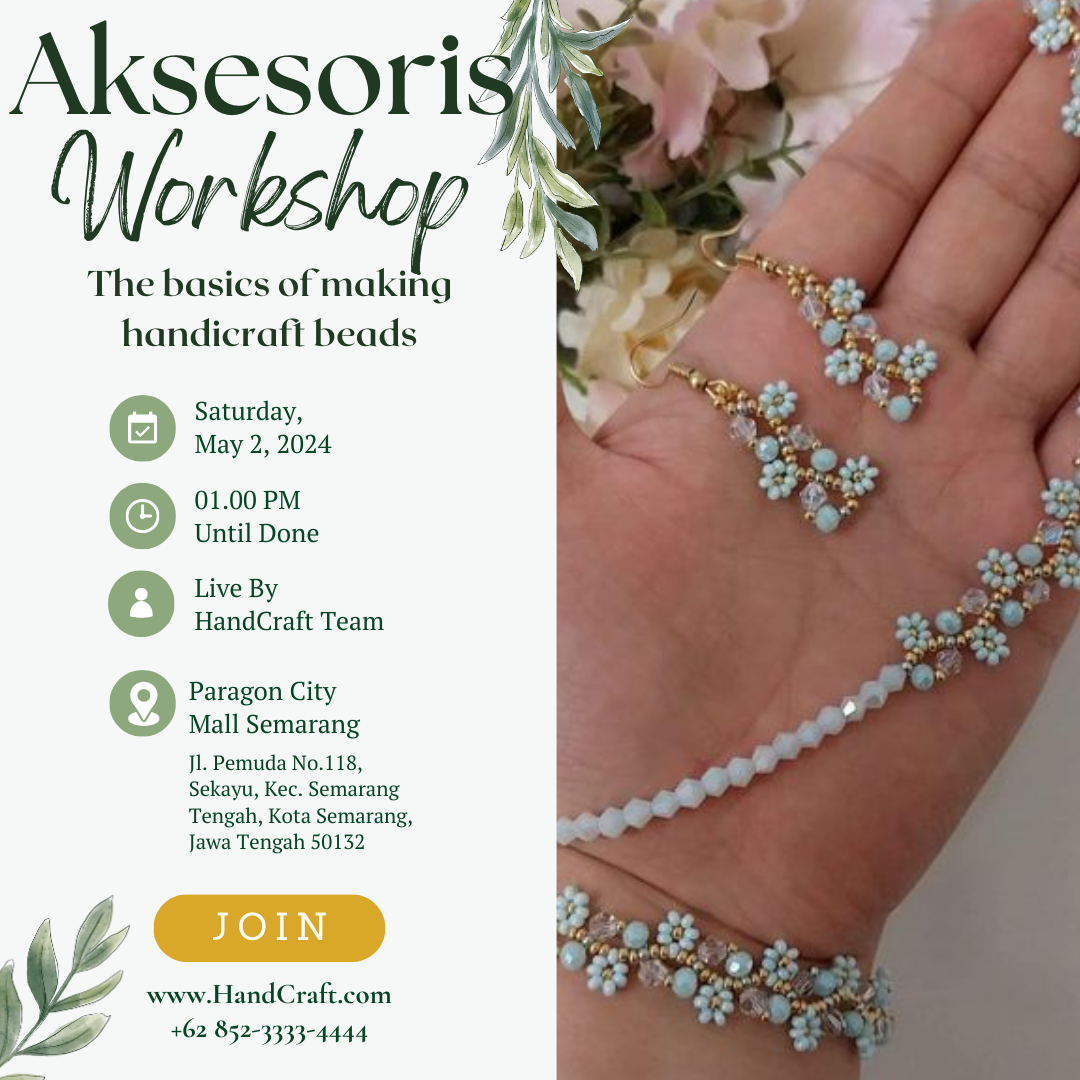 Aksesoris
Workshop
The basics of making
handicraft beads
Saturday,
May 2, 2024
01.00 PM
Until Done
Live By
HandCraft Team
Paragon City
Mall Semarang
Jl. Pemuda No.118,
Sekayu, Kec. Semarang
Tengah, Kota Semarang,
Jawa Tengah 50132
JOIN
www.HandCraft.com
+62 852-3333-4444